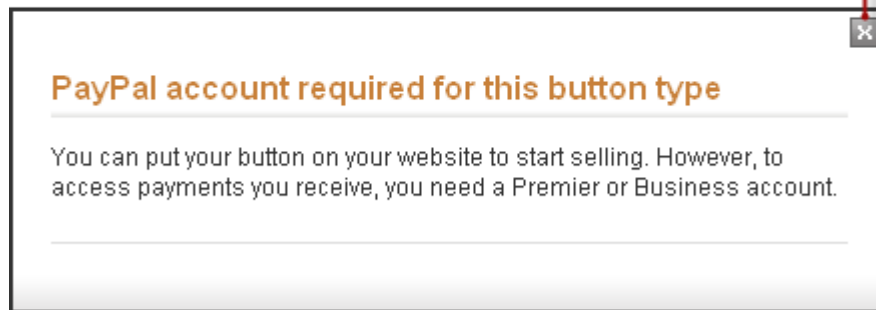 PayPal account required for this button type
You can put your button on your website to start selling. However, to
access payments you receive, you need a Premier or Business account.